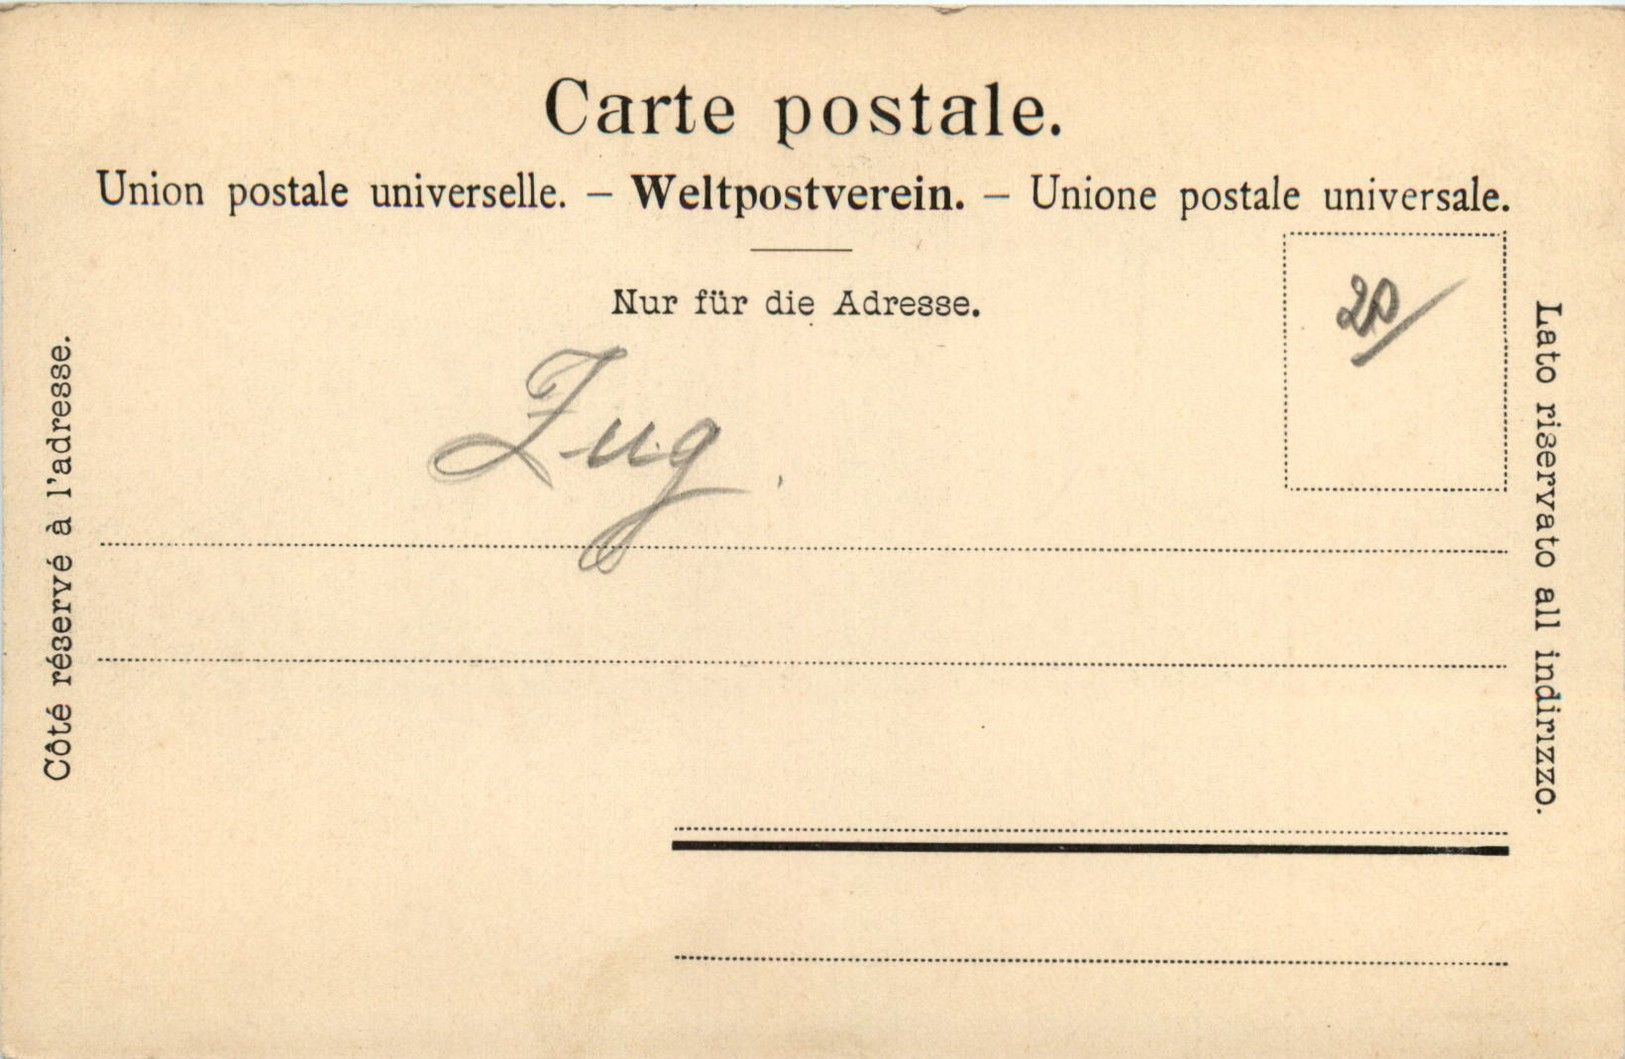 Carte postale.
Union postale universelle. – Weltpostverein. – Unione postale universale.
Nur für die Adresse.
20/
Zug.
Côté réservé à l'adresse.
Lato riservato all indirizzo.